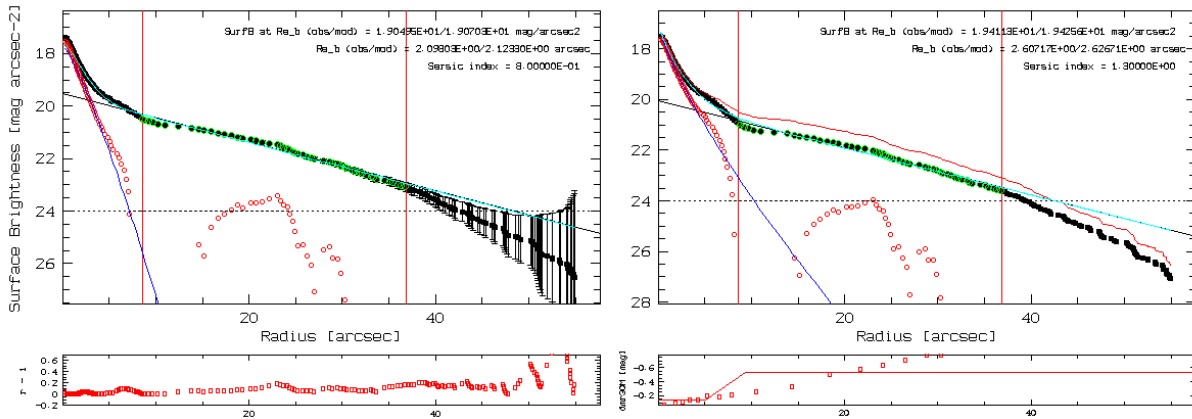 SurfB at Re_b (obs/mod) = 1.90495E+01/1.90703E+01 mag/arcsec2
Re_b (obs/mod) = 2.09803E+00/2.12330E+00 arcsec
Sersic index = 8.00000E-01
18
20
22
24
26
Surface Brightness [mag arcsec-2]
0
20
40
Radius [arcsec]
SurfB at Re_b (obs/mod) = 1.94113E+01/1.94256E+01 mag/arcsec2
Re_b (obs/mod) = 2.60717E+00/2.62671E+00 arcsec
Sersic index = 1.30000E+00
18
20
22
24
26
28
0
20
40
Radius [arcsec]
0.6
0.4
0.2
0
-0.2
r - i
0
20
40
-0.6
-0.4
-0.2
[mag]
0
20
40